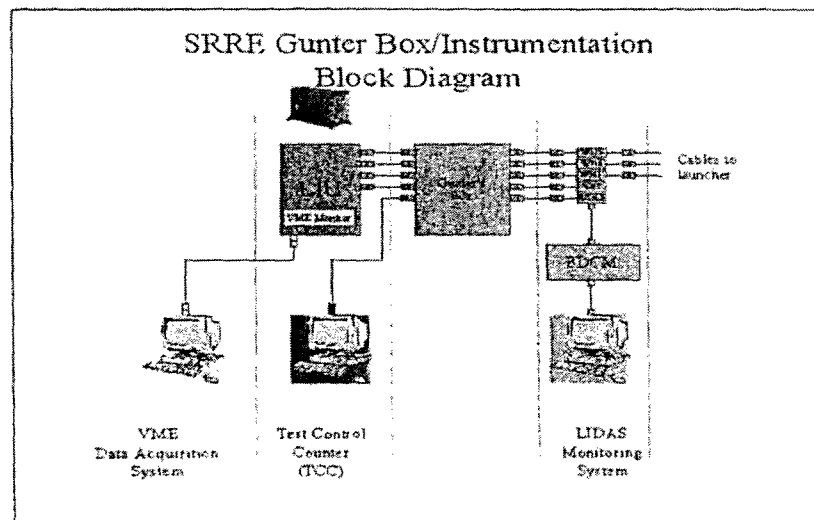 SRRE Gunter Box/Instrumentation
Block Diagram
VME Monitor
Cables to
launcher
VME
Data Acquisition
System
Test Control
Counter
(TCC)
LIDAS
Monitoring
System